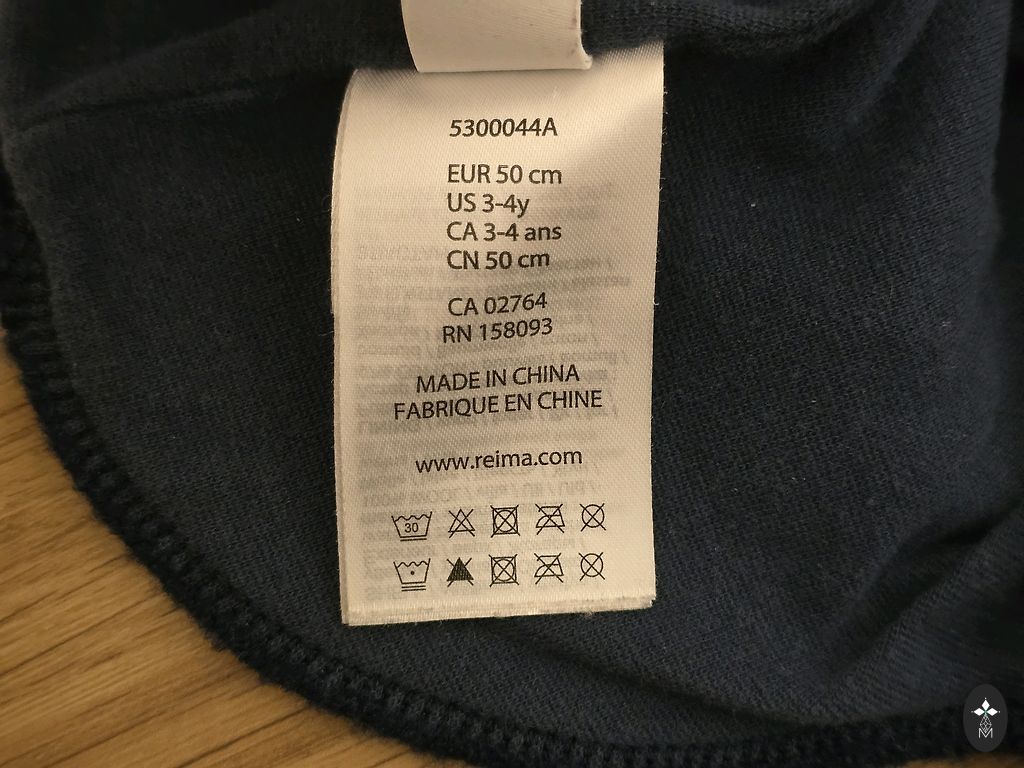 5300044A
EUR 50 cm
US 3-4y
CA 3-4 ans
CN 50 cm
CA 02764
RN 158093
MADE IN CHINA
FABRIQUE EN CHINE
www.reima.com
30
M